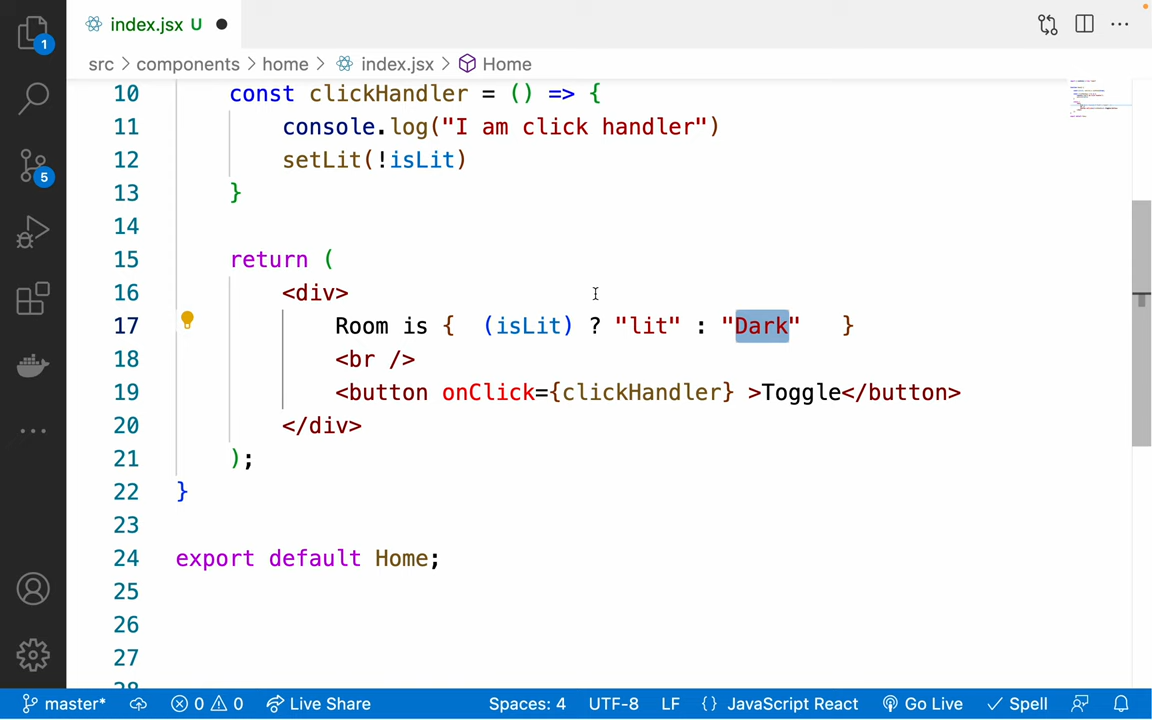 index.jsx U
1
src > components > home > index.jsx > Home
10 const clickHandler = () => {
11 console.log("I am click handler")
12 setLit(!isLit)
13 }
14
15 return (
16 <div>
17 Room is { (isLit) ? "lit" : "Dark" }
18 <br />
19 <button onClick={clickHandler} >Toggle</button>
20 </div>
21 );
22 }
23
24 export default Home;
25
26
27
5
master* 0 0 Live Share Spaces: 4 UTF-8 LF {} JavaScript React Go Live Spell